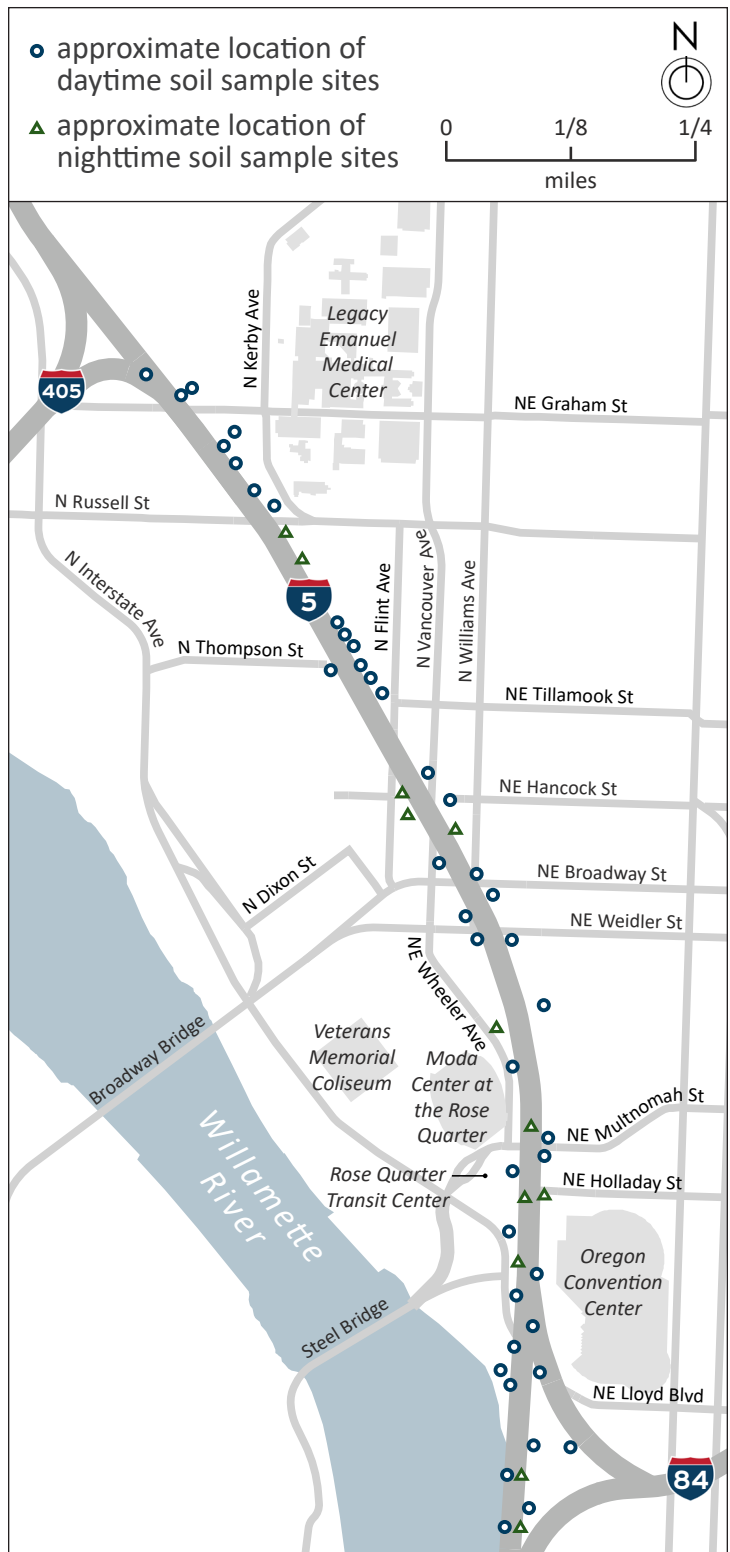 approximate location of
daytime soil sample sites
approximate location of
nighttime soil sample sites
N
0 1/8 1/4
miles
N Kerby Ave
Legacy
Emanuel
Medical
Center
405
NE Graham St
N Russell St
N Interstate Ave
5
N Flint Ave
N Vancouver Ave
N Williams Ave
N Thompson St
NE Tillamook St
NE Hancock St
N Dixon St
NE Broadway St
NE Weidler St
NE Wheeler Ave
Broadway Bridge
Veterans
Memorial
Coliseum
Moda
Center at
the Rose
Quarter
NE Multnomah St
Willamette
River
Rose Quarter
Transit Center
NE Holladay St
Oregon
Convention
Center
Steel Bridge
NE Lloyd Blvd
84